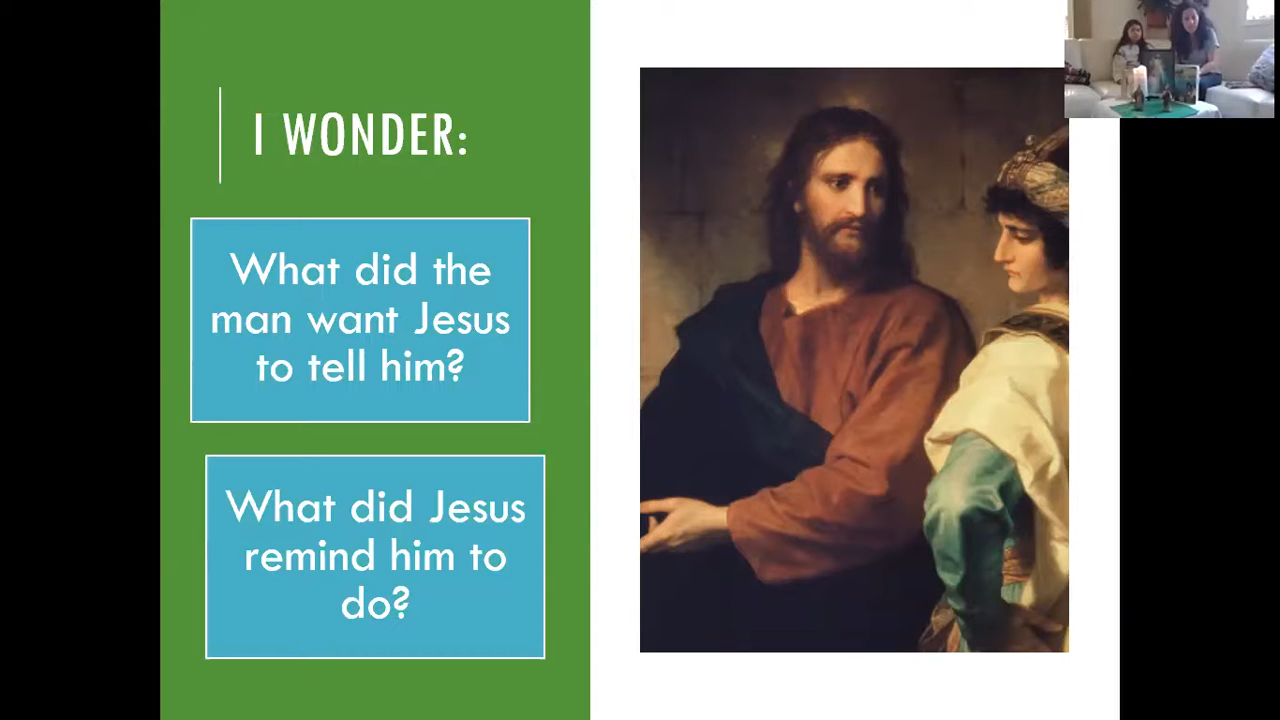 I WONDER:
What did the
man want Jesus
to tell him?
What did Jesus
remind him to
do?